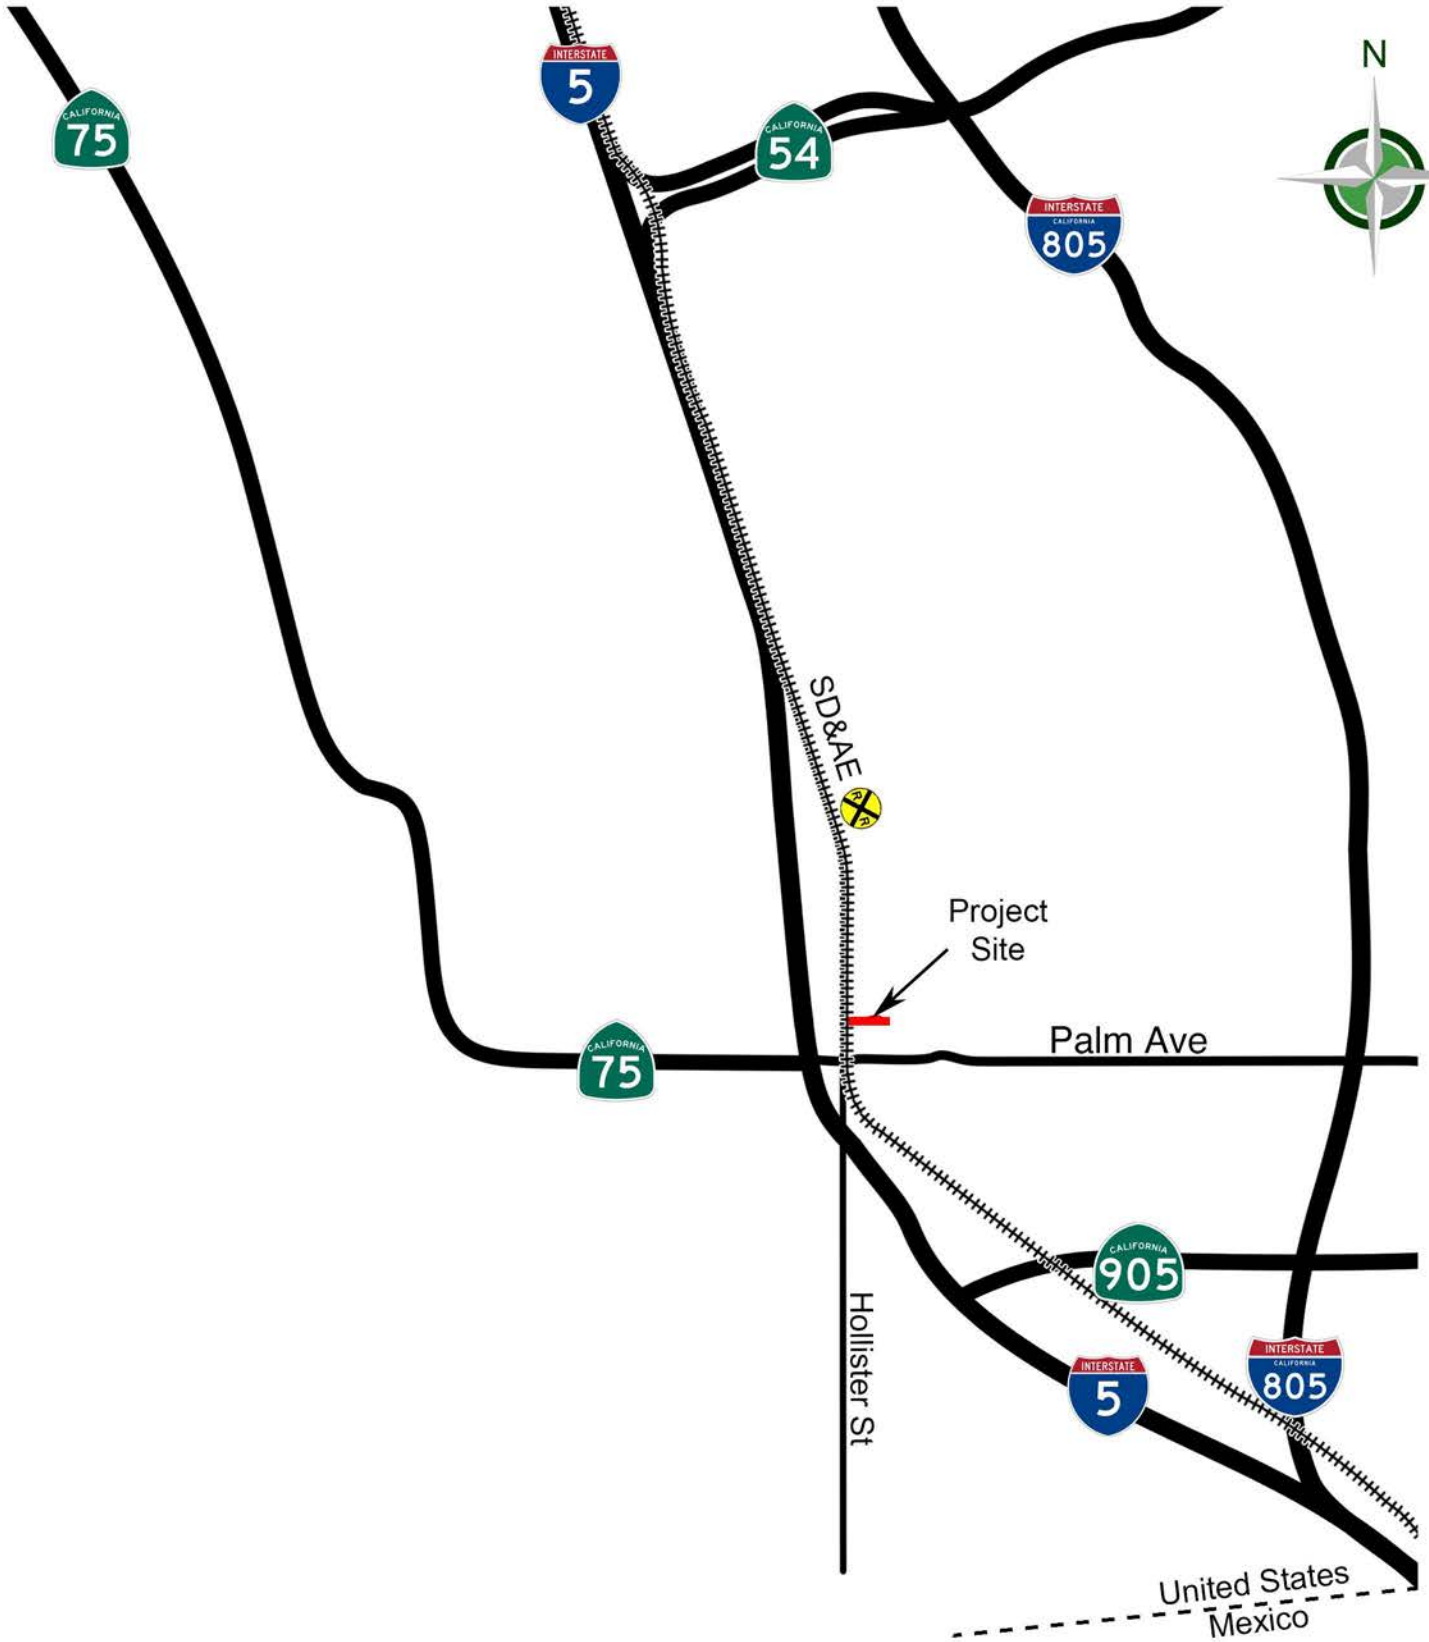 N
INTERSTATE
5
CALIFORNIA
75
CALIFORNIA
54
INTERSTATE
CALIFORNIA
805
SD&AE
R
R
Project
Site
Palm Ave
CALIFORNIA
75
CALIFORNIA
905
Hollister St
INTERSTATE
CALIFORNIA
805
INTERSTATE
5
United States
Mexico